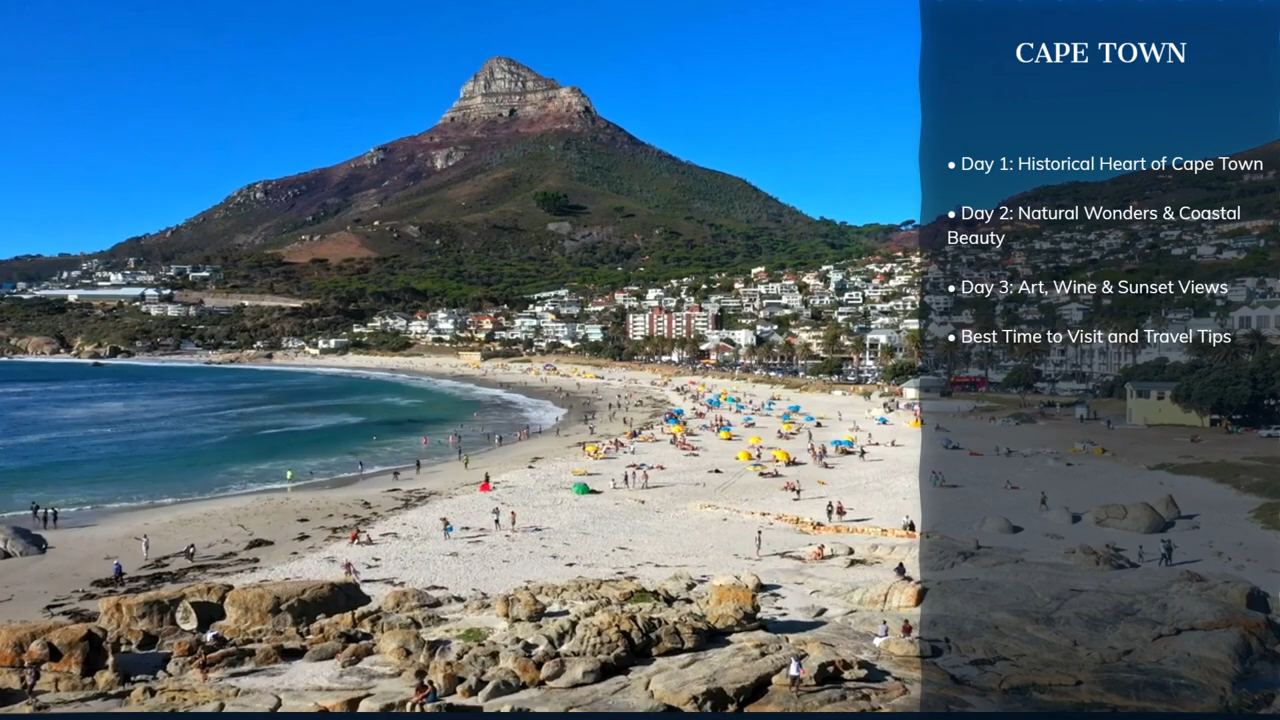 CAPE TOWN
• Day 1: Historical Heart of Cape Town
• Day 2: Natural Wonders & Coastal
Beauty
• Day 3: Art, Wine & Sunset Views
• Best Time to Visit and Travel Tips